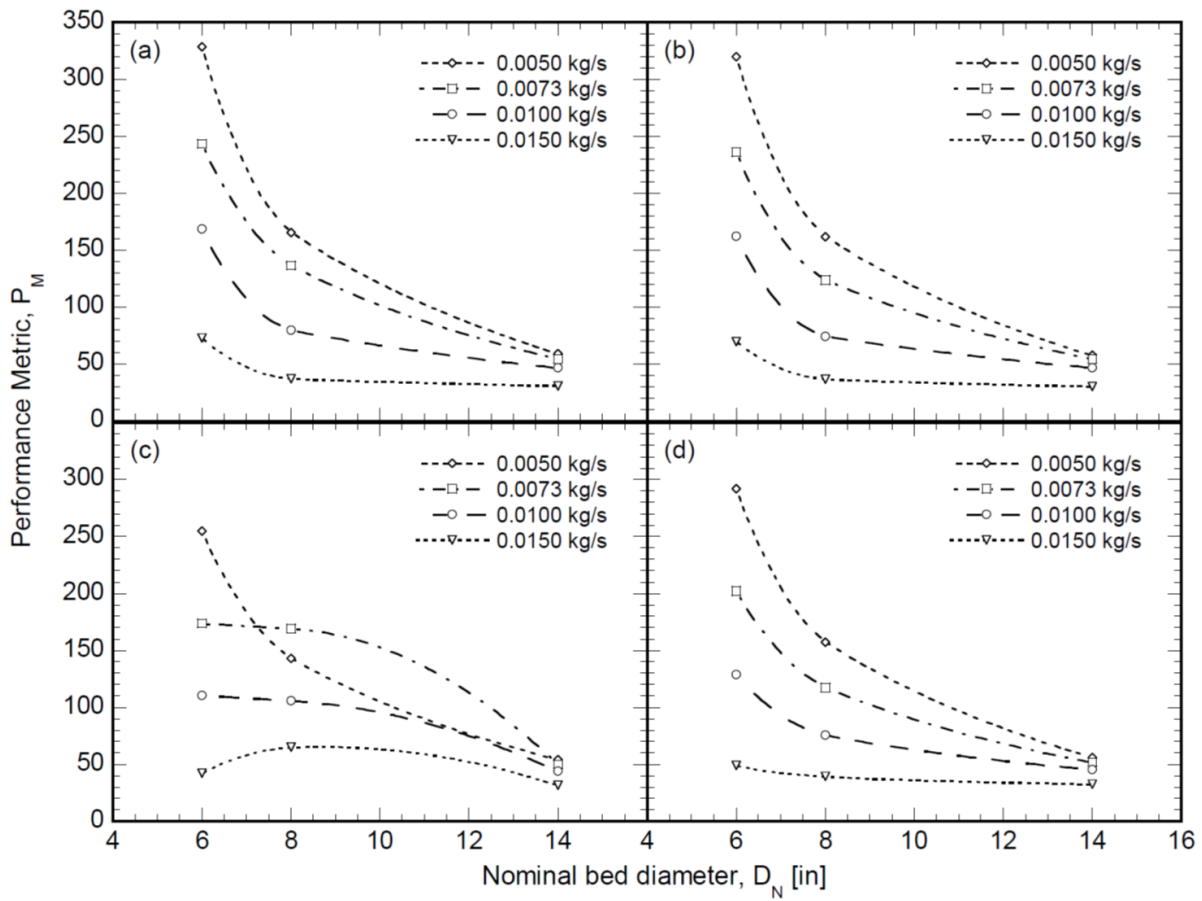 350
300
250
200
150
100
50
0
(a)
0.0050 kg/s
0.0073 kg/s
0.0100 kg/s
0.0150 kg/s
(b)
0.0050 kg/s
0.0073 kg/s
0.0100 kg/s
0.0150 kg/s
Performance Metric, P_M
300
250
200
150
100
50
0
(c)
0.0050 kg/s
0.0073 kg/s
0.0100 kg/s
0.0150 kg/s
(d)
0.0050 kg/s
0.0073 kg/s
0.0100 kg/s
0.0150 kg/s
4 6 8 10 12 14 4 6 8 10 12 14 16
Nominal bed diameter, D_N [in]